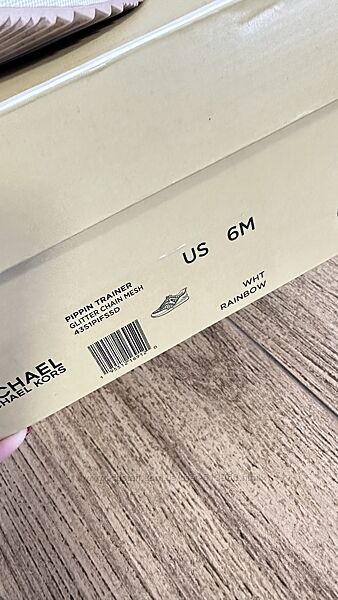 US 6M
PIPPIN TRAINER
GLITTER CHAIN MESH
43S1PIFS5D
WHT
RAINBOW
CHAEL
CHAEL KORS